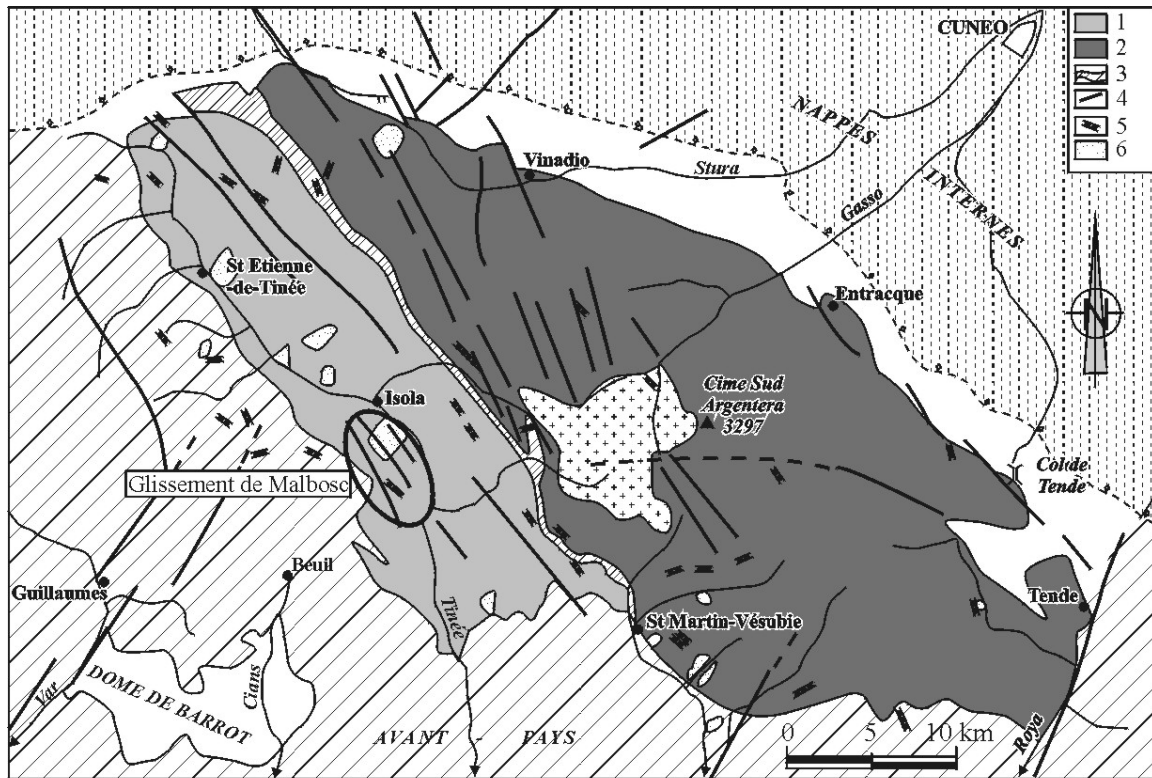 CUNEO
1
2
3
4
5
6
NAPPES
INTERNES
Vinadio
Stura
Gasso
St Etienne
-de-Tinée
Entracque
N
Isola
Cime Sud
Argentera
3297
Col de
Tende
Glissement de Malbosc
Guillaumes
Beuil
Tinée
St Martin-Vésubie
Tende
Var
DOME DE BARROT
Cians
AVANT - PAYS
Roya
0 5 10 km